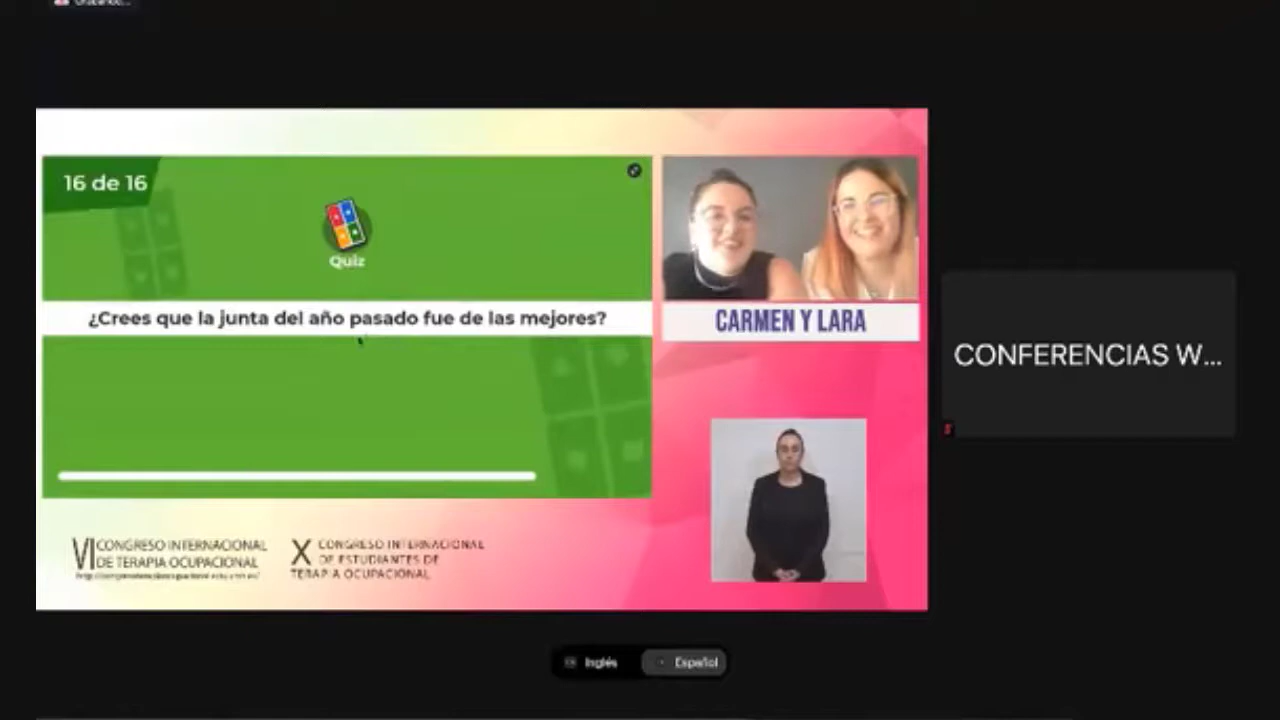 16 de 16
Quiz
¿Crees que la junta del año pasado fue de las mejores?
CARMEN Y LARA
CONFERENCIAS W...
VI CONGRESO INTERNACIONAL
DE TERAPIA OCUPACIONAL
X CONGRESO INTERNACIONAL
DE ESTUDIANTES DE
TERAPIA OCUPACIONAL
Inglés
Español